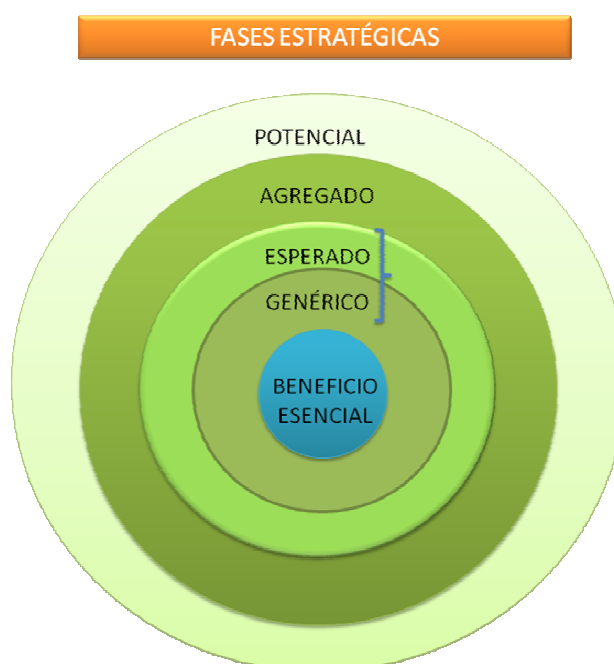 FASES ESTRATÉGICAS
POTENCIAL
AGREGADO
ESPERADO
GENÉRICO
BENEFICIO
ESENCIAL